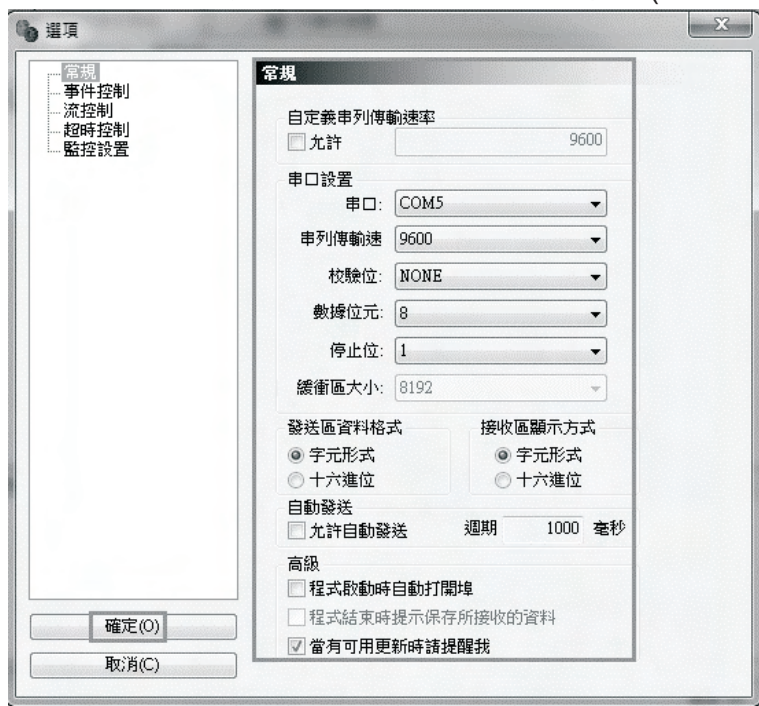 選項
常規
事件控制
流控制
超時控制
監控設置
常規
自定義串列傳輸速率
允許 9600
串口設置
串口: COM5
串列傳輸速 9600
校驗位: NONE
數據位元: 8
停止位: 1
緩衝區大小: 8192
發送區資料格式 接收區顯示方式
字元形式 字元形式
十六進位 十六進位
自動發送
允許自動發送 週期 1000 毫秒
高級
程式啟動時自動打開埠
程式結束時提示保存所接收的資料
當有可用更新時請提醒我
確定(O)
取消(C)